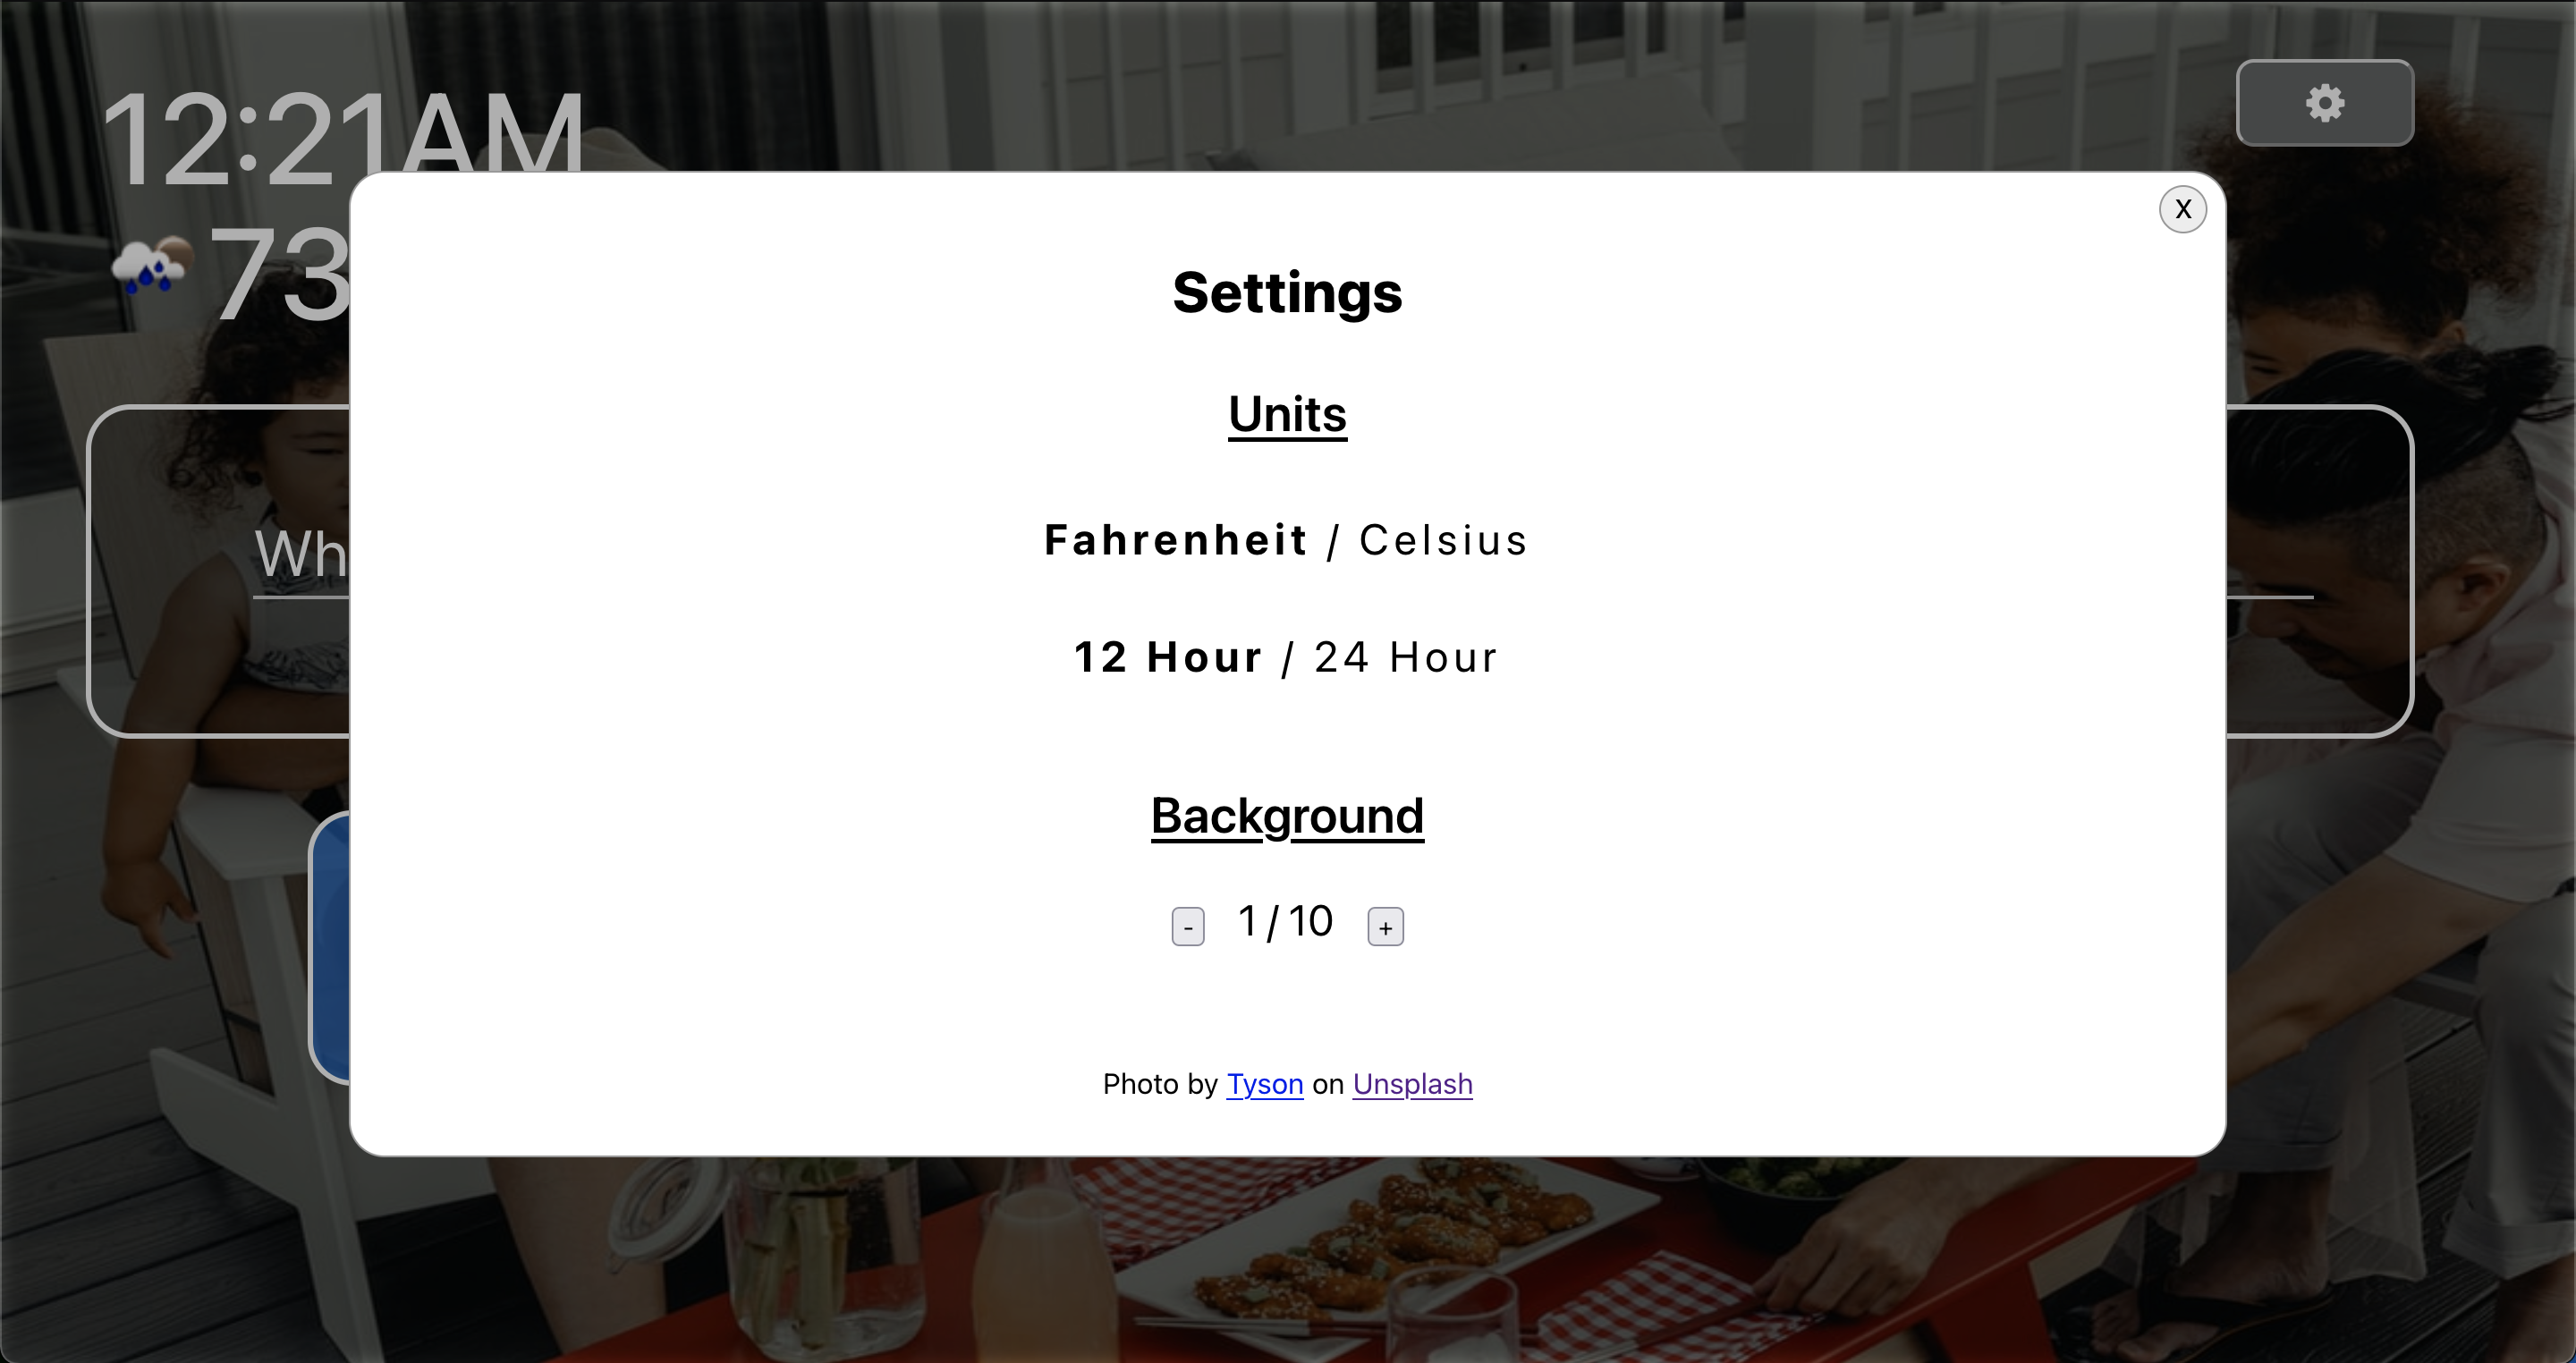 12:21AM
73
X
Settings
Units
Fahrenheit / Celsius
Wh
12 Hour / 24 Hour
Background
- 1/10 +
Photo by Tyson on Unsplash